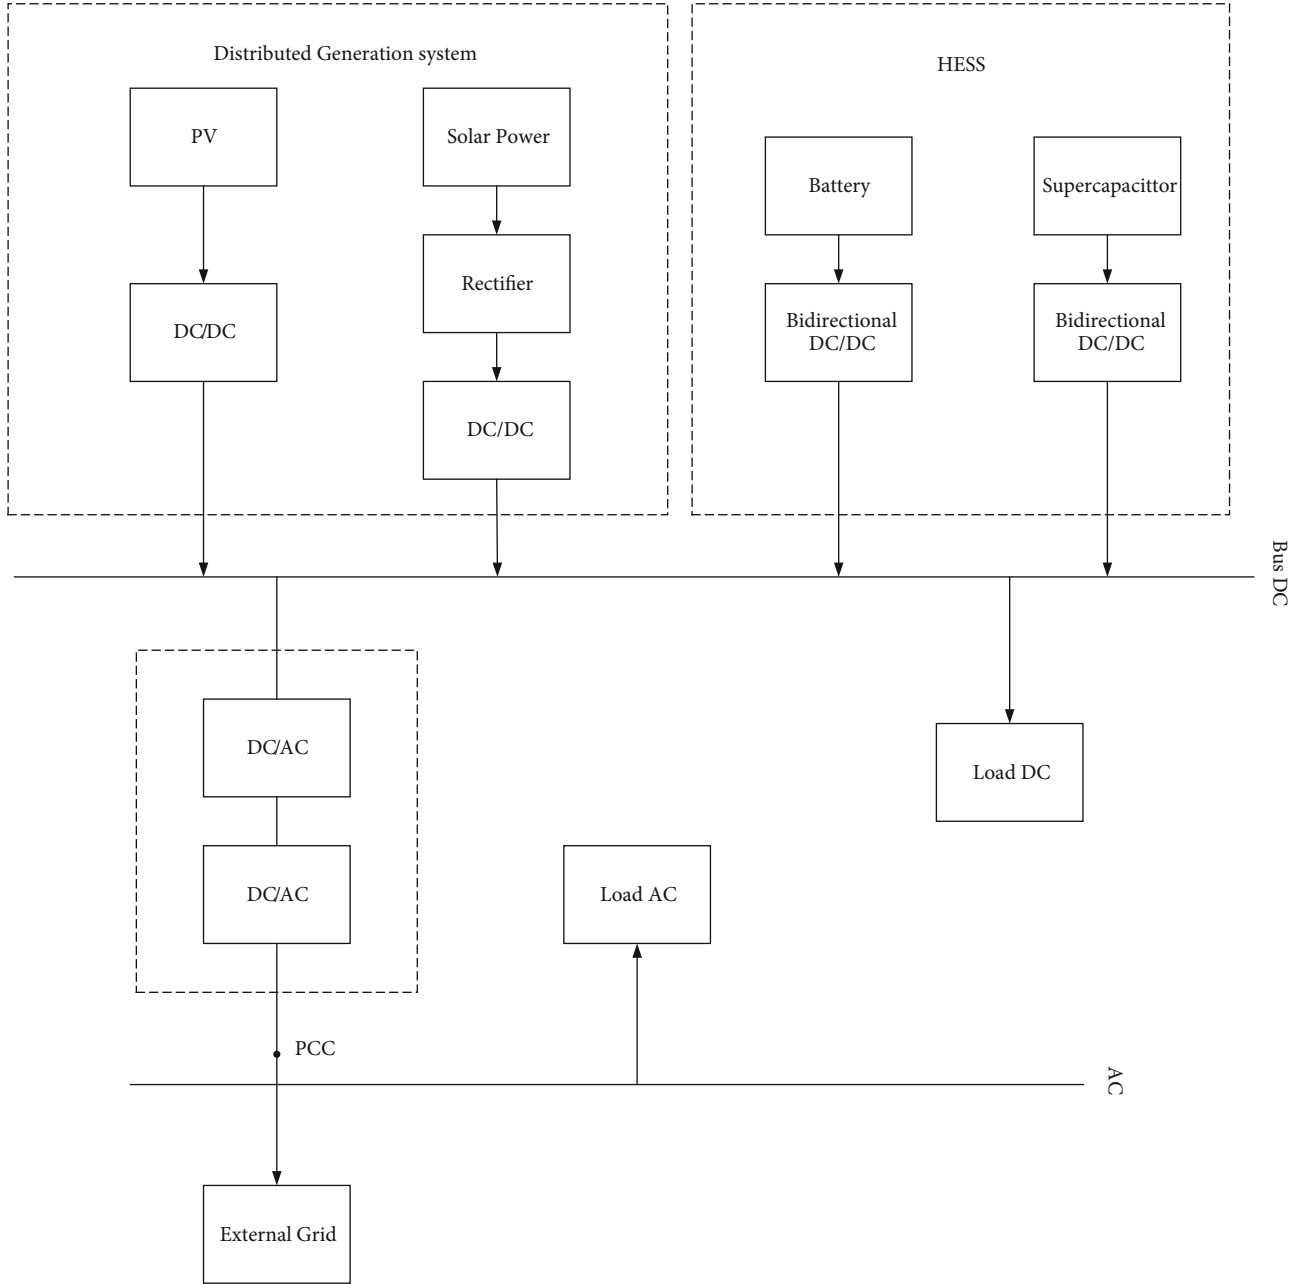 Distributed Generation system
HESS
PV
Solar Power
Battery
Supercapacittor
Rectifier
DC/DC
Bidirectional
DC/DC
Bidirectional
DC/DC
DC/DC
Bus DC
DC/AC
Load DC
DC/AC
Load AC
PCC
AC
External Grid